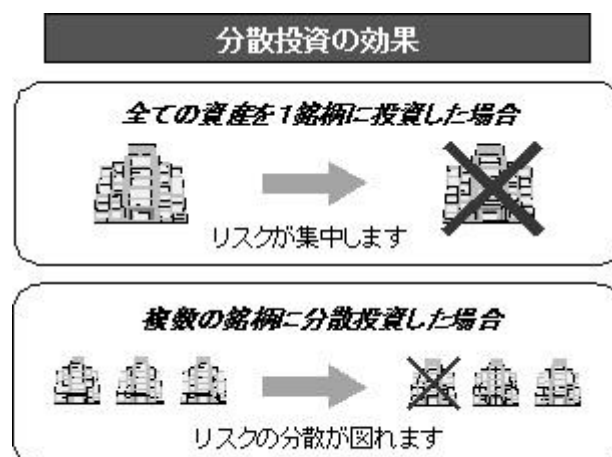 分散投資の効果
全ての資産を1銘柄に投資した場合
リスクが集中します
複数の銘柄に分散投資した場合
リスクの分散が図れます